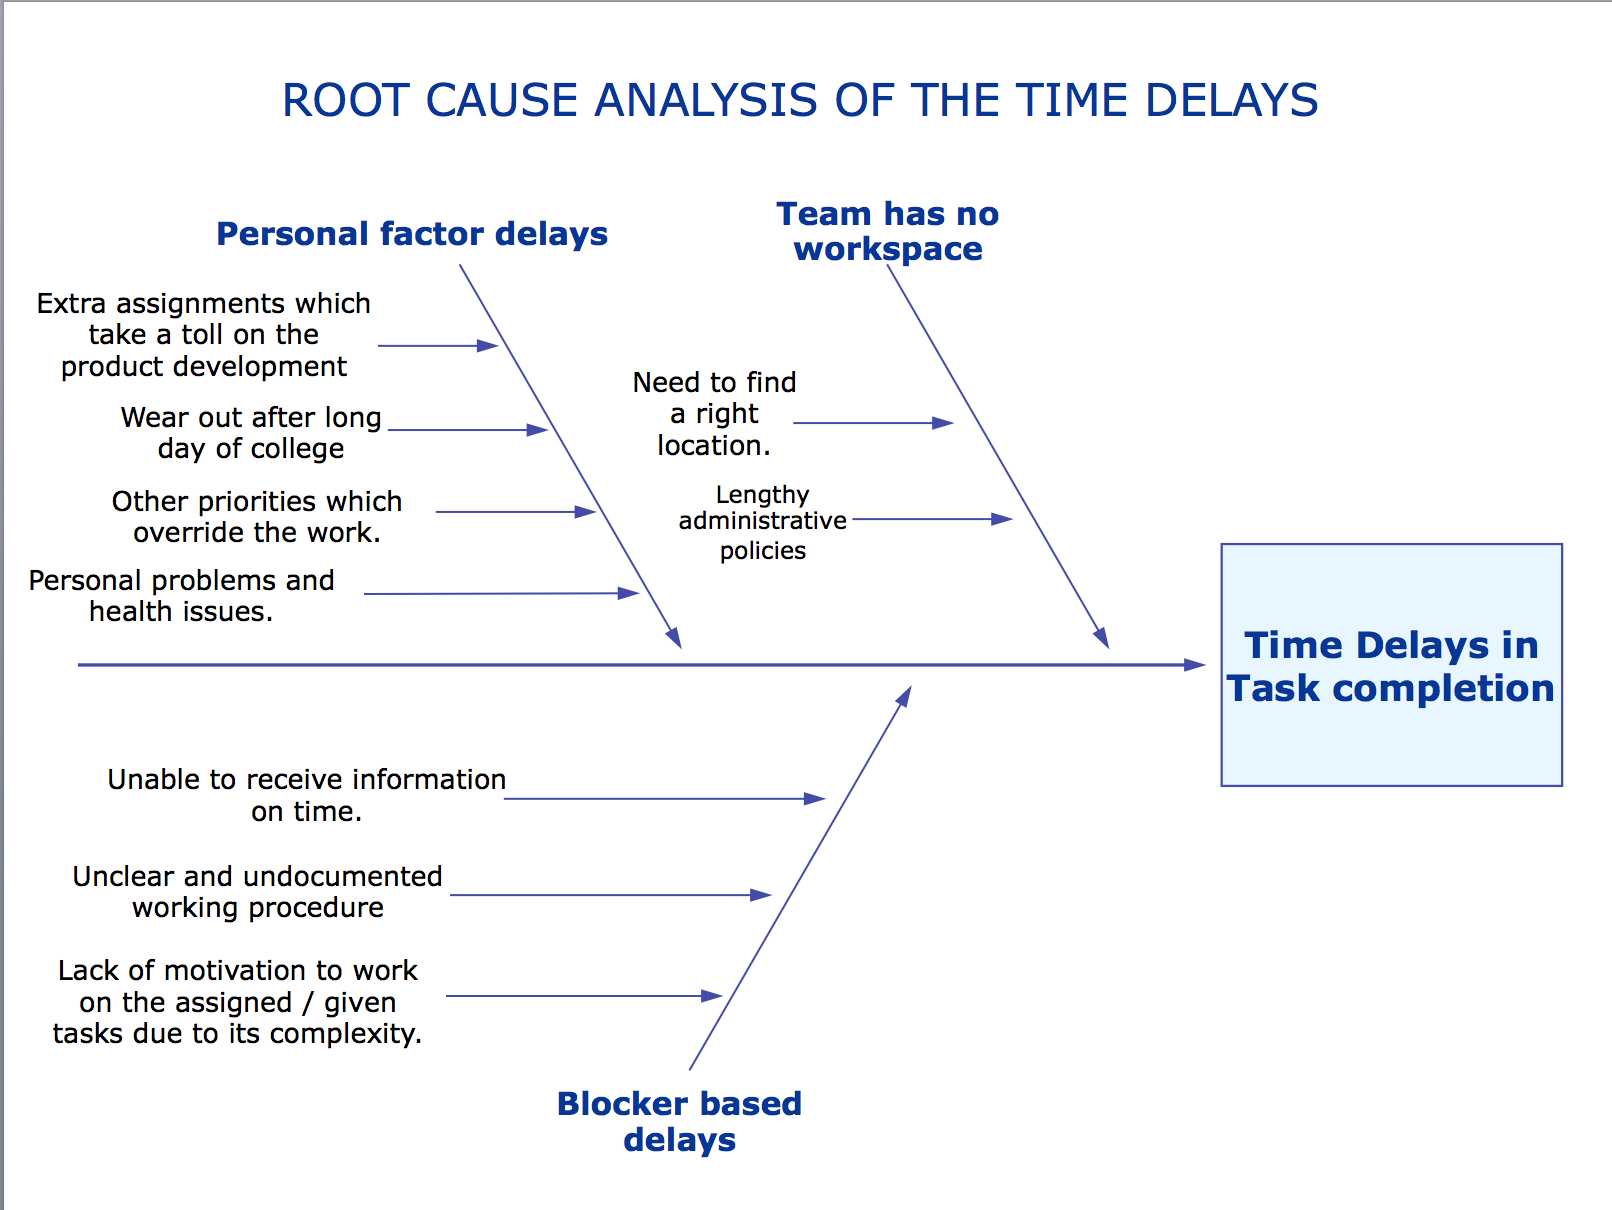 ROOT CAUSE ANALYSIS OF THE TIME DELAYS
Personal factor delays
Team has no
workspace
Extra assignments which
take a toll on the
product development
Wear out after long
day of college
Other priorities which
override the work.
Personal problems and
health issues.
Need to find
a right
location.
Lengthy
administrative
policies
Time Delays in
Task completion
Unable to receive information
on time.
Unclear and undocumented
working procedure
Lack of motivation to work
on the assigned / given
tasks due to its complexity.
Blocker based
delays